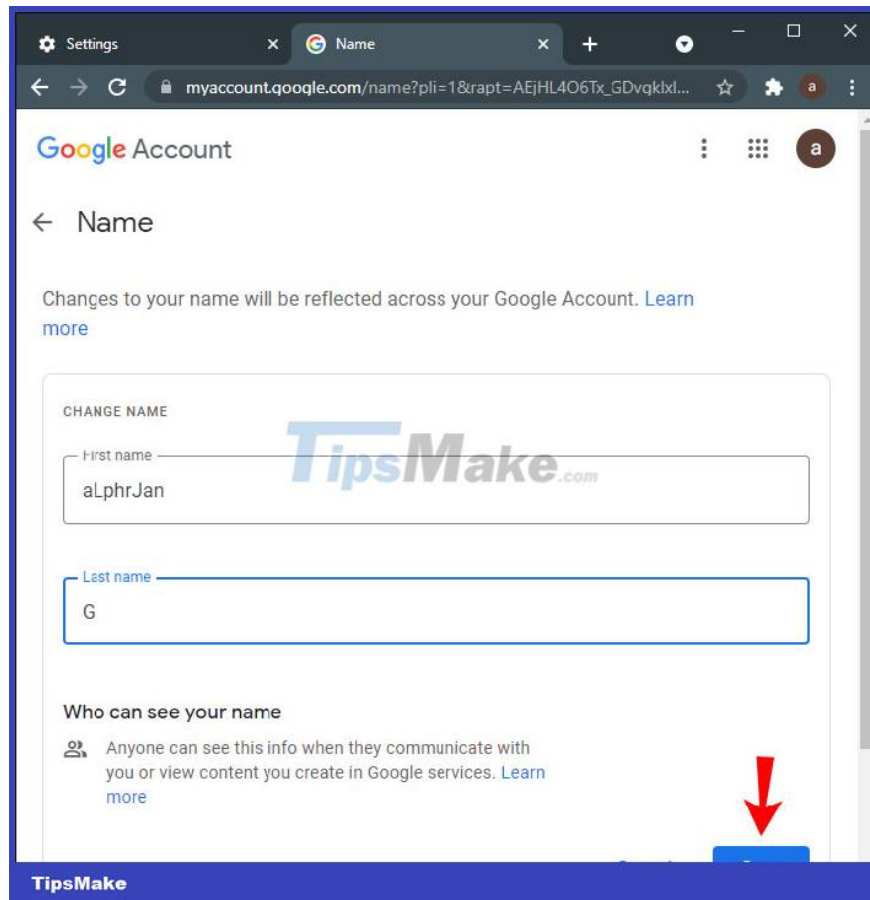 Settings
Name
myaccount.google.com/name?pli=1&rapt=AEjHL4O6Tx_GDvqklxl...
a
Google Account
a
Name
Changes to your name will be reflected across your Google Account. Learn
more
CHANGE NAME
TipsMake.com
First name
aLphrJan
Last name
G
Who can see your name
Anyone can see this info when they communicate with
you or view content you create in Google services. Learn
more
TipsMake